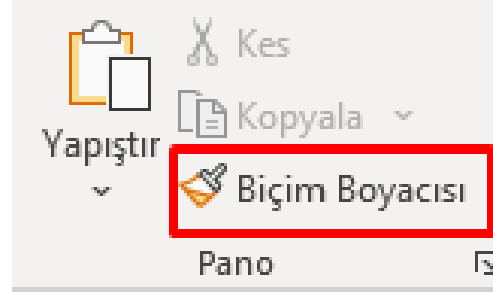 Kes
Kopyala
Yapıştır
Biçim Boyacısı
Pano